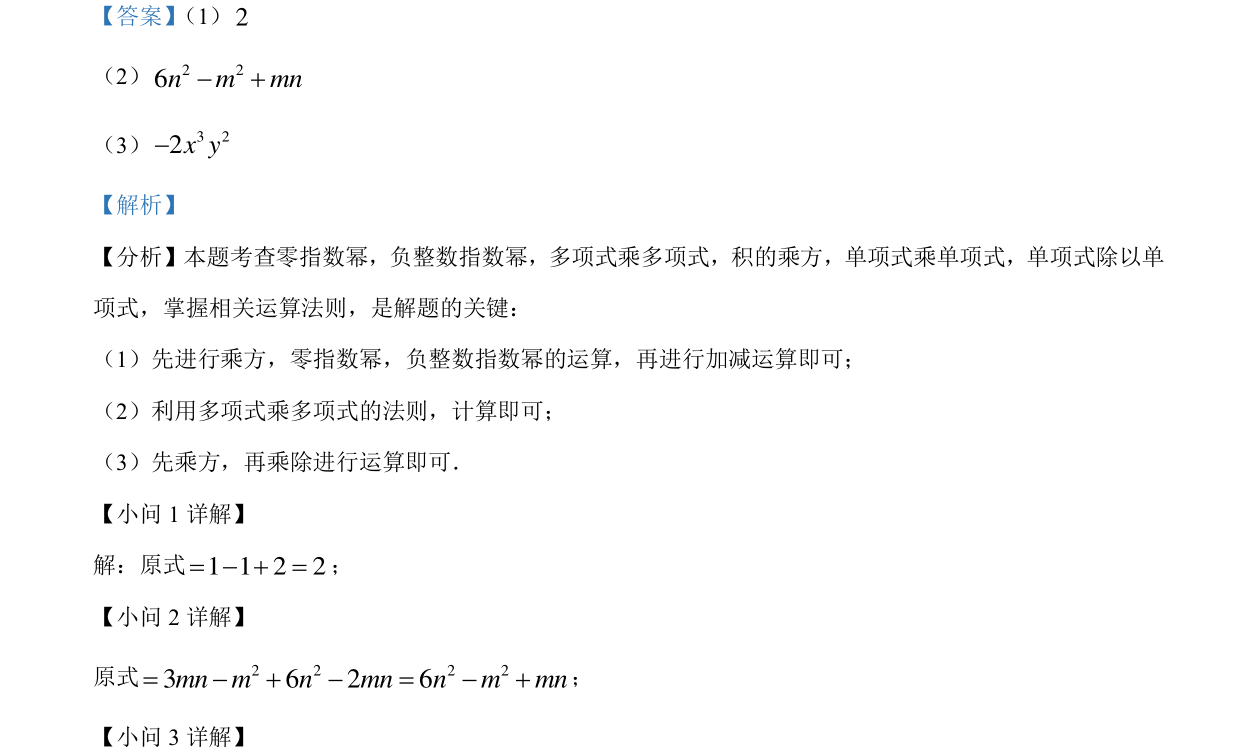 【答案】（1）2
（2）6n² − m² + mn
（3）−2x³y²
【解析】
【分析】本题考查零指数幂，负整数指数幂，多项式乘多项式，积的乘方，单项式乘单项式，单项式除以单
项式，掌握相关运算法则，是解题的关键：
（1）先进行乘方，零指数幂，负整数指数幂的运算，再进行加减运算即可；
（2）利用多项式乘多项式的法则，计算即可；
（3）先乘方，再乘除进行运算即可．
【小问 1 详解】
解：原式 = 1 − 1 + 2 = 2；
【小问 2 详解】
原式 = 3mn − m² + 6n² − 2mn = 6n² − m² + mn；
【小问 3 详解】